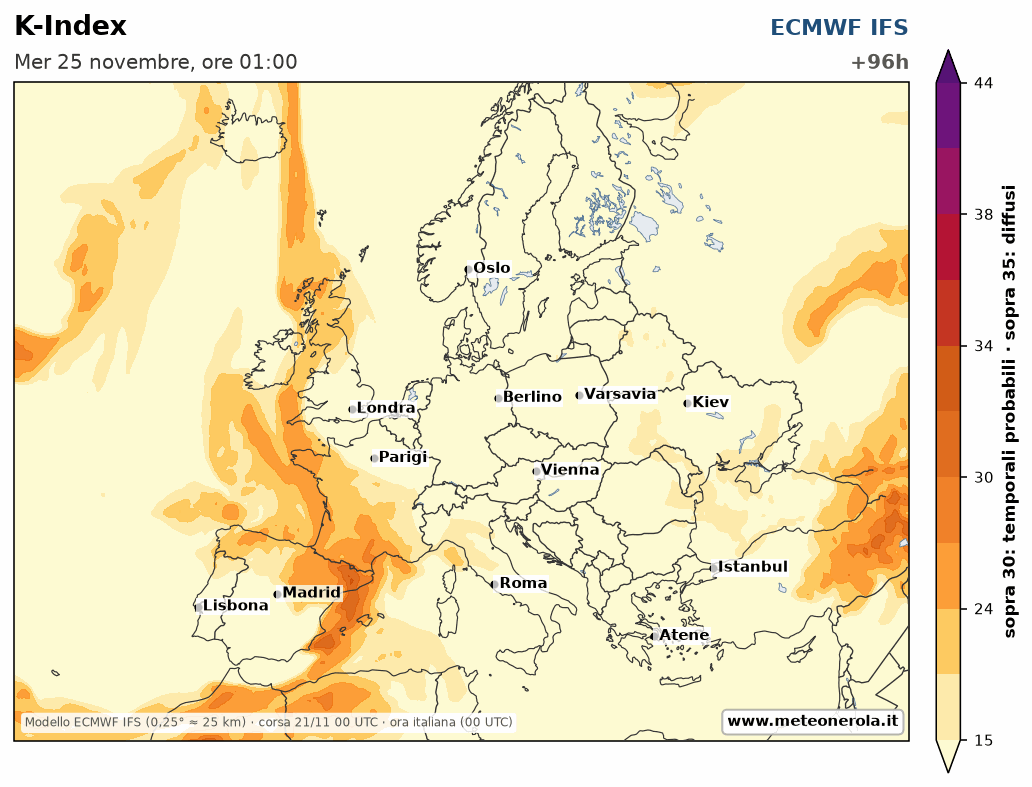 K-Index
ECMWF IFS
Mer 25 novembre, ore 01:00
+96h
44
38
34
30
24
15
sopra 30: temporali probabili · sopra 35: diffusi
Oslo
Londra
Berlino
Varsavia
Kiev
Parigi
Vienna
Istanbul
Roma
Madrid
Lisbona
Atene
Modello ECMWF IFS (0,25° ≈ 25 km) · corsa 21/11 00 UTC · ora italiana (00 UTC)
www.meteonerola.it